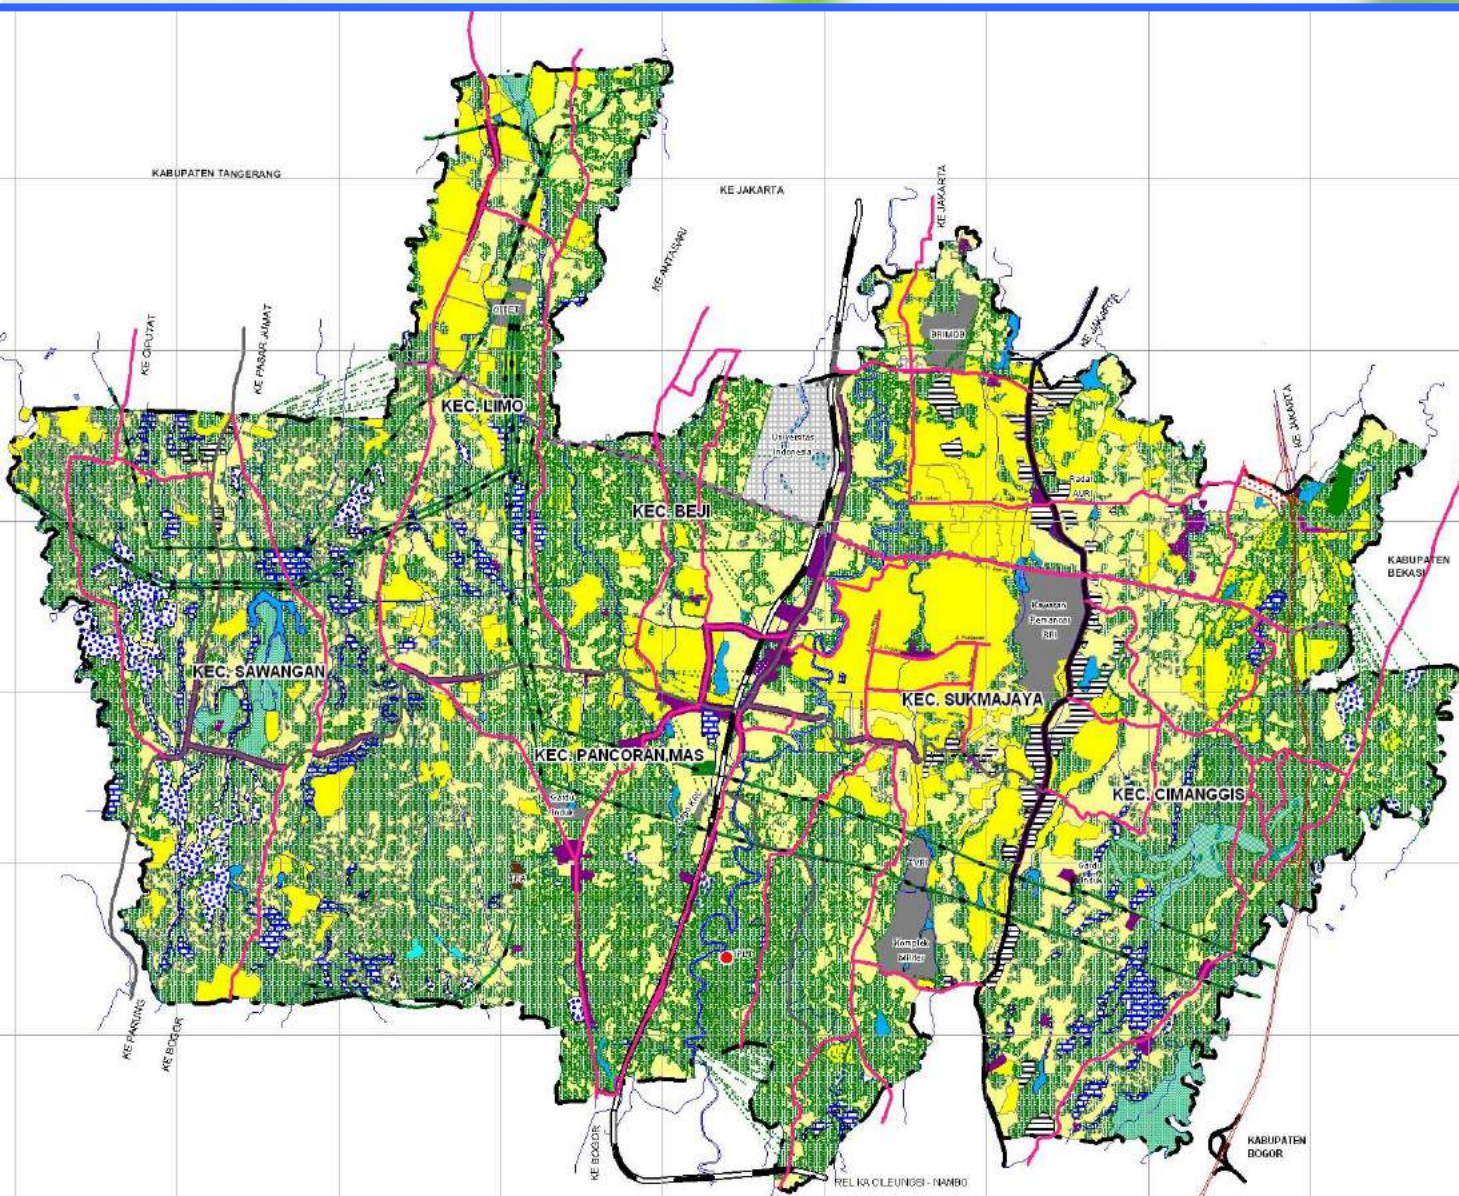 KABUPATEN TANGERANG
KE JAKARTA
KE JAKARTA
KE ANTASARI
KE CIPUTAT
KE PASAR JUMAT
BRIMOB
KE JAKARTA
KEC. LIMO
KE JAKARTA
Universitas
Indonesia
Radar
AURI
KEC. BEJI
KABUPATEN
BEKASI
Kawasan
Pemancar
RRI
KEC. SAWANGAN
KEC. SUKMAJAYA
KEC. PANCORAN MAS
KEC. CIMANGGIS
Gardu
Induk
Gardu
Induk
Komplek
Militer
KE PARUNG
KE BOGOR
KE BOGOR
KABUPATEN
BOGOR
REL KA CILEUNGSI - NAMBO